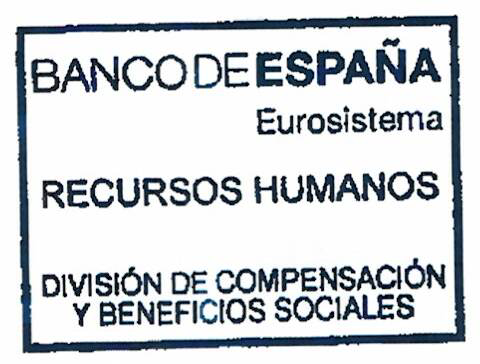 BANCO DE ESPAÑA
Eurosistema
RECURSOS HUMANOS
DIVISIÓN DE COMPENSACIÓN
Y BENEFICIOS SOCIALES